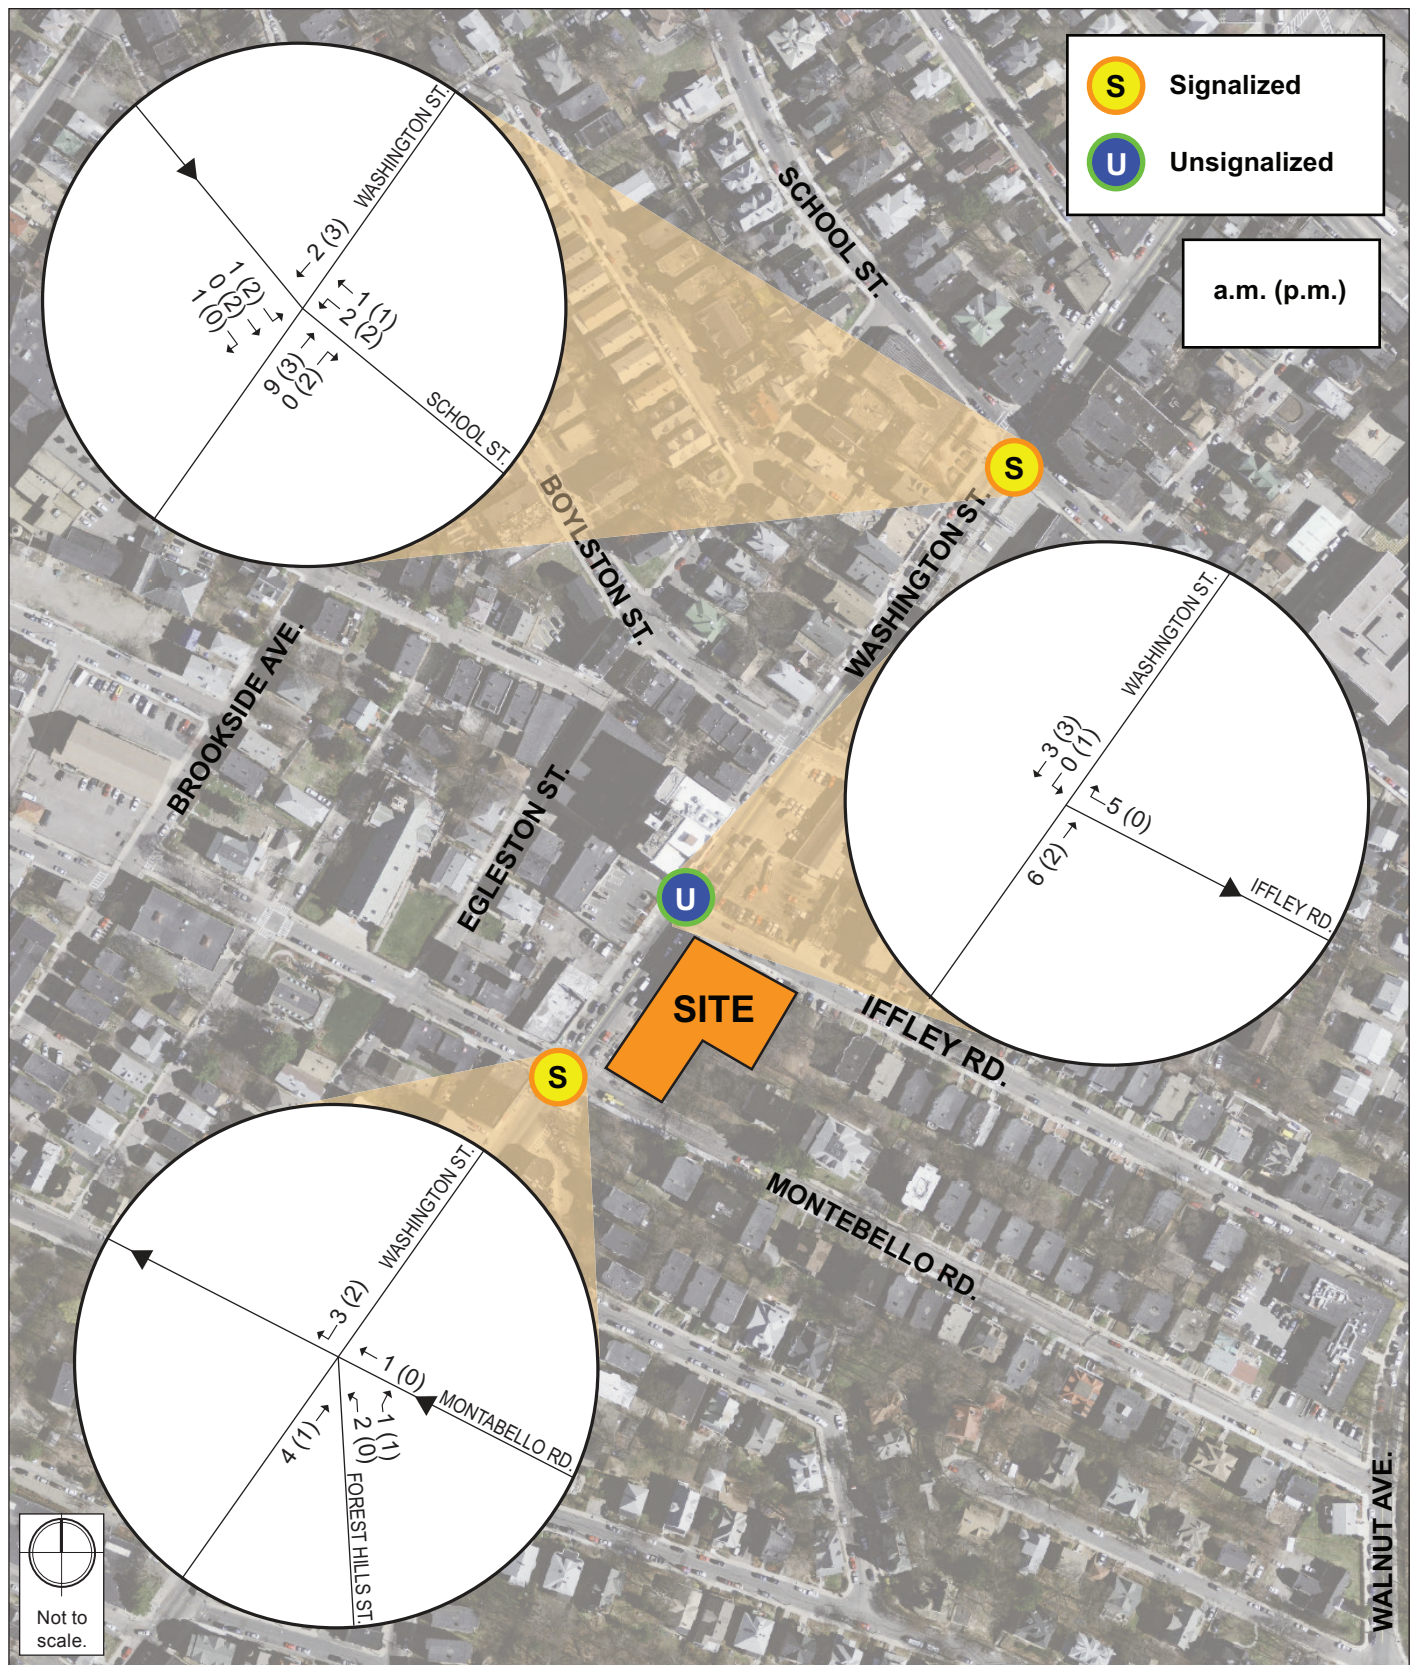 S Signalized
U Unsignalized
a.m. (p.m.)
WASHINGTON ST.
2 (3)
1 (2)
0 (2)
1 (0)
1 (1)
2 (2)
9 (3)
0 (2)
SCHOOL ST.
SCHOOL ST.
S
BOYLSTON ST.
WASHINGTON ST.
BROOKSIDE AVE.
EGLESTON ST.
WASHINGTON ST.
3 (3)
0 (1)
5 (0)
6 (2)
IFFLEY RD.
U
SITE
IFFLEY RD.
S
MONTEBELLO RD.
WASHINGTON ST.
3 (2)
1 (0)
1 (1)
2 (0)
4 (1)
MONTABELLO RD.
FOREST HILLS ST.
WALNUT AVE.
Not to
scale.